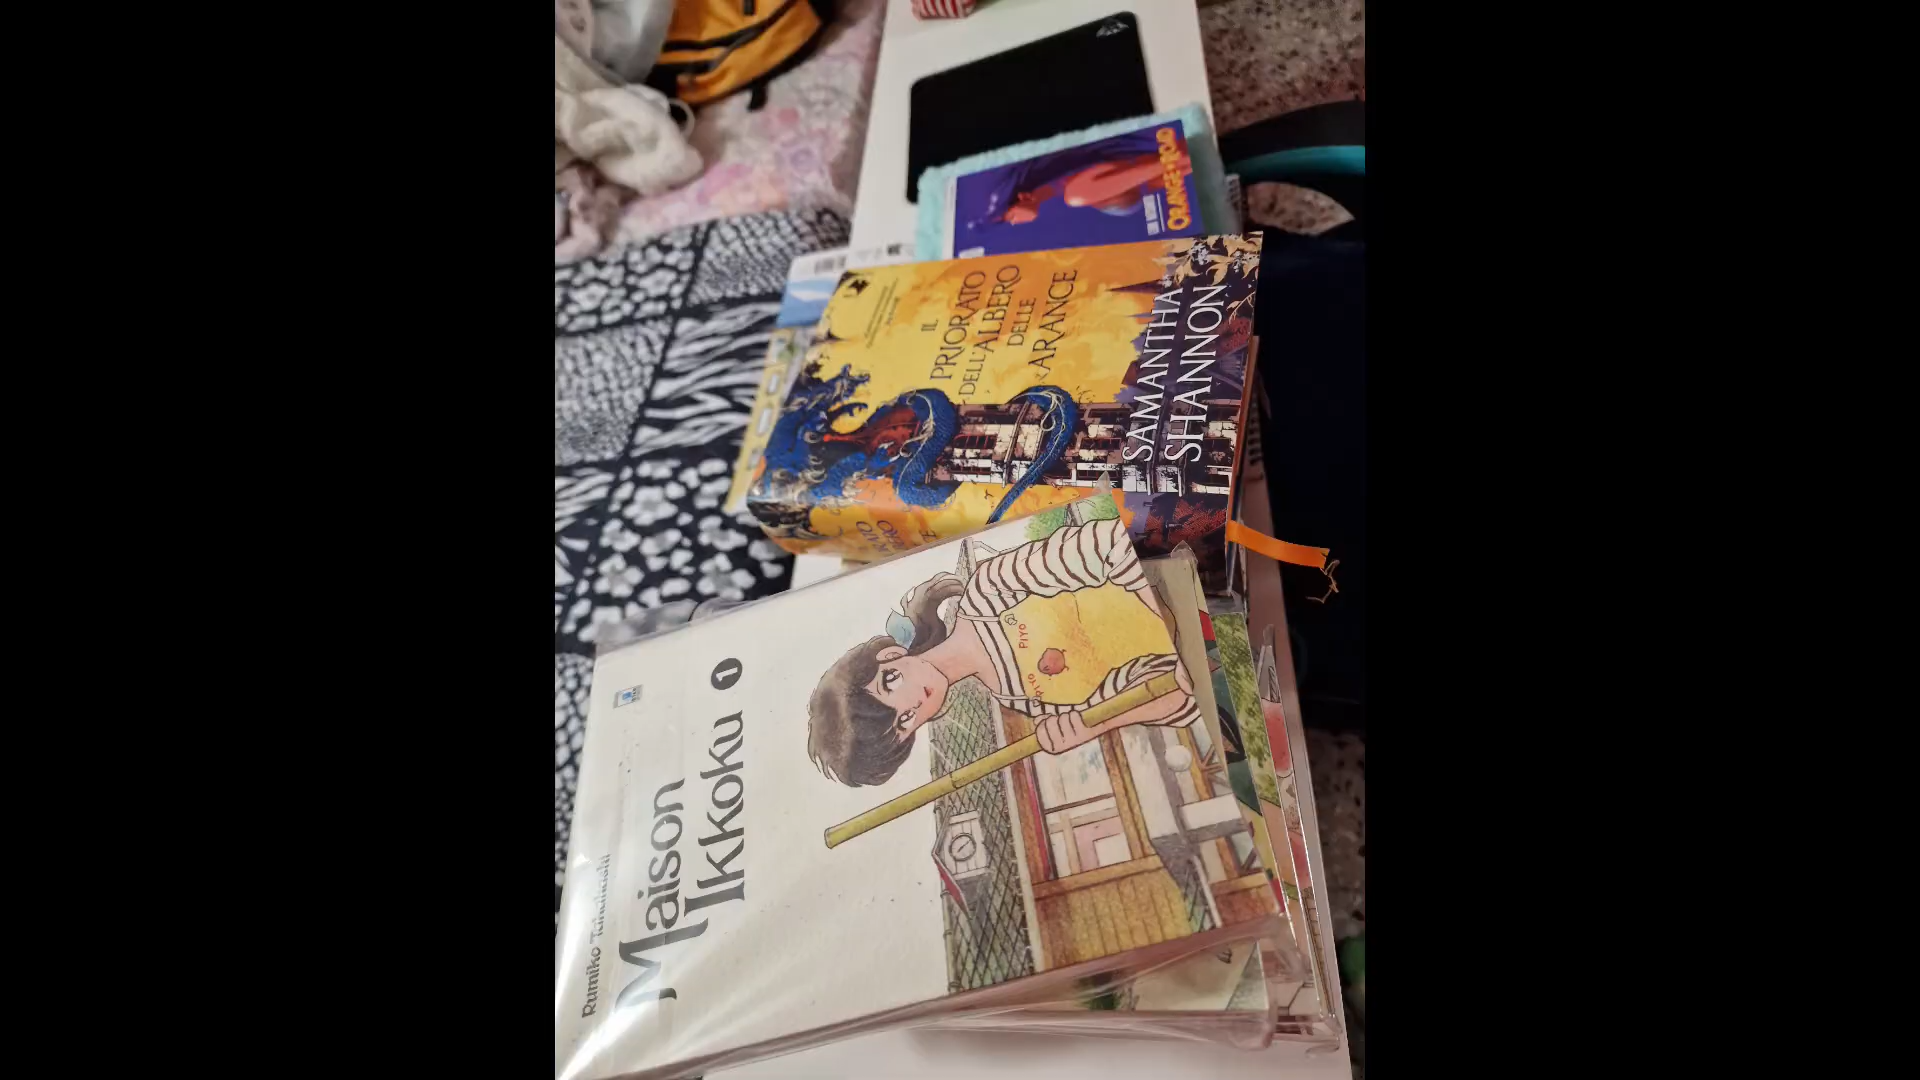 Rumiko Takahashi
Maison
Ikkoku 1
PIYO
PIYO
IL
PRIORATO
DELL'ALBERO
DELLE
ARANCE
SAMANTHA
SHANNON
ORANGE ROAD